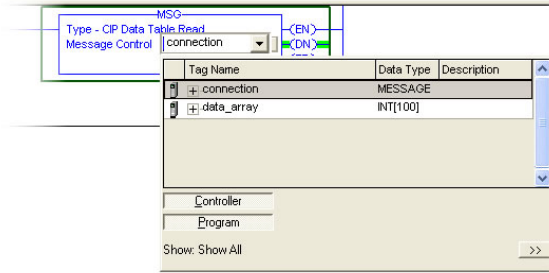 MSG
Type - CIP Data Table Read
(EN)
Message Control
connection
(DN)
Tag Name Data Type Description
connection MESSAGE
data_array INT[100]
Controller
Program
Show: Show All
>>